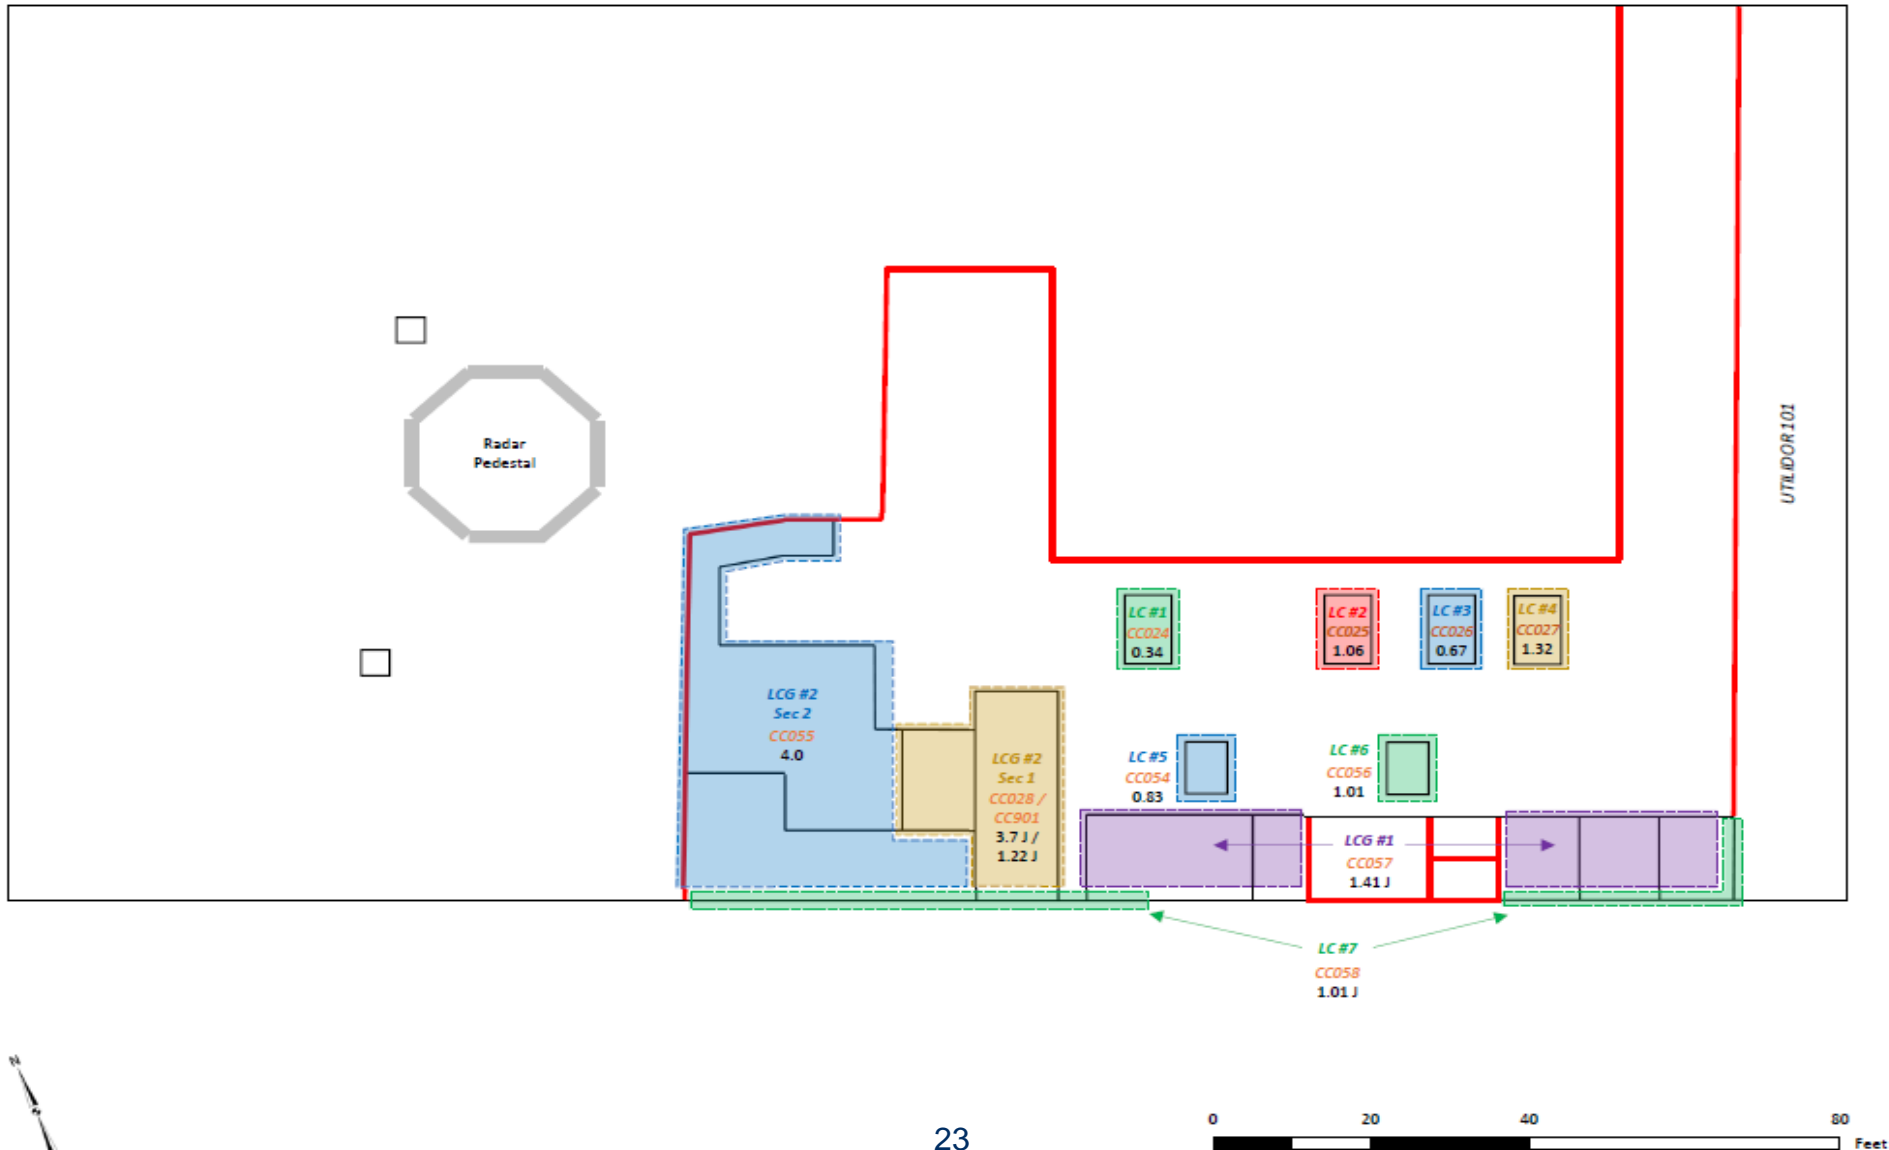 UTILIDOR 101
Radar
Pedestal
LC #1
CC024
0.34
LC #2
CC025
1.06
LC #3
CC026
0.67
LC #4
CC027
1.32
LCG #2
Sec 2
CC055
4.0
LCG #2
Sec 1
CC028 /
CC901
3.7 J /
1.22 J
LC #5
CC054
0.83
LC #6
CC056
1.01
LCG #1
CC057
1.41 J
LC #7
CC058
1.01 J
N
23
0 20 40 80
Feet